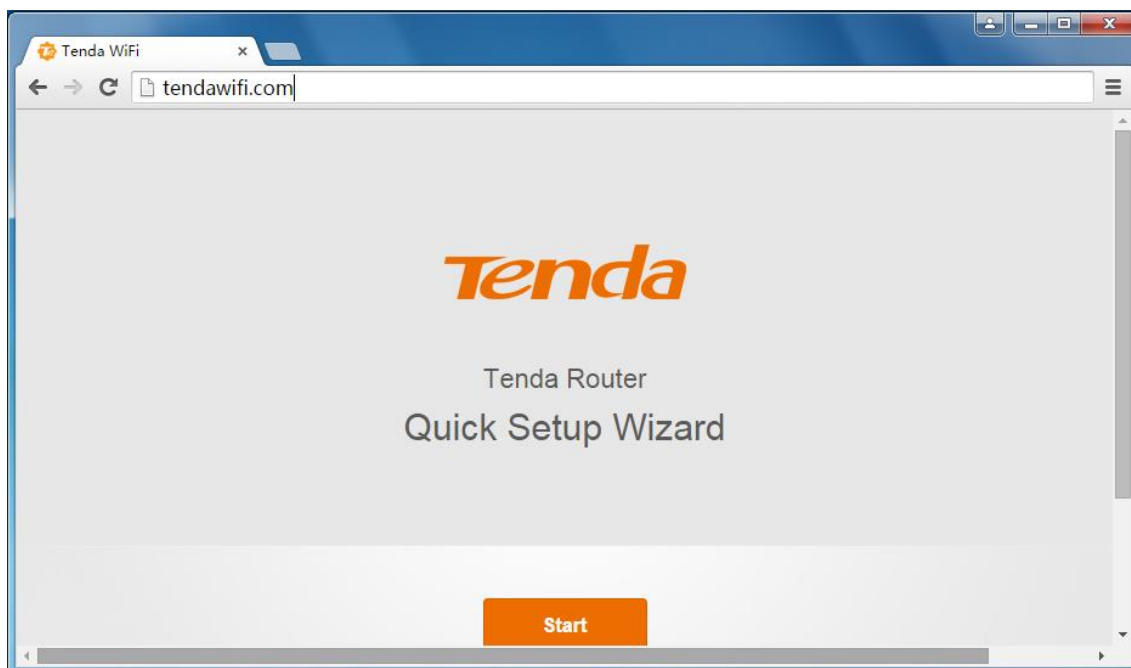 Tenda WiFi
tendawifi.com
Tenda
Tenda Router
Quick Setup Wizard
Start